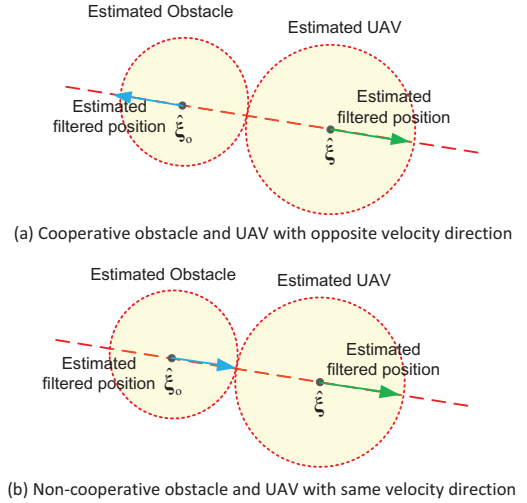 Estimated Obstacle
Estimated UAV
Estimated
filtered position
ξ̂ₒ
Estimated
filtered position
ξ̂
(a) Cooperative obstacle and UAV with opposite velocity direction
Estimated Obstacle
Estimated UAV
Estimated
filtered position
ξ̂ₒ
Estimated
filtered position
ξ̂
(b) Non-cooperative obstacle and UAV with same velocity direction